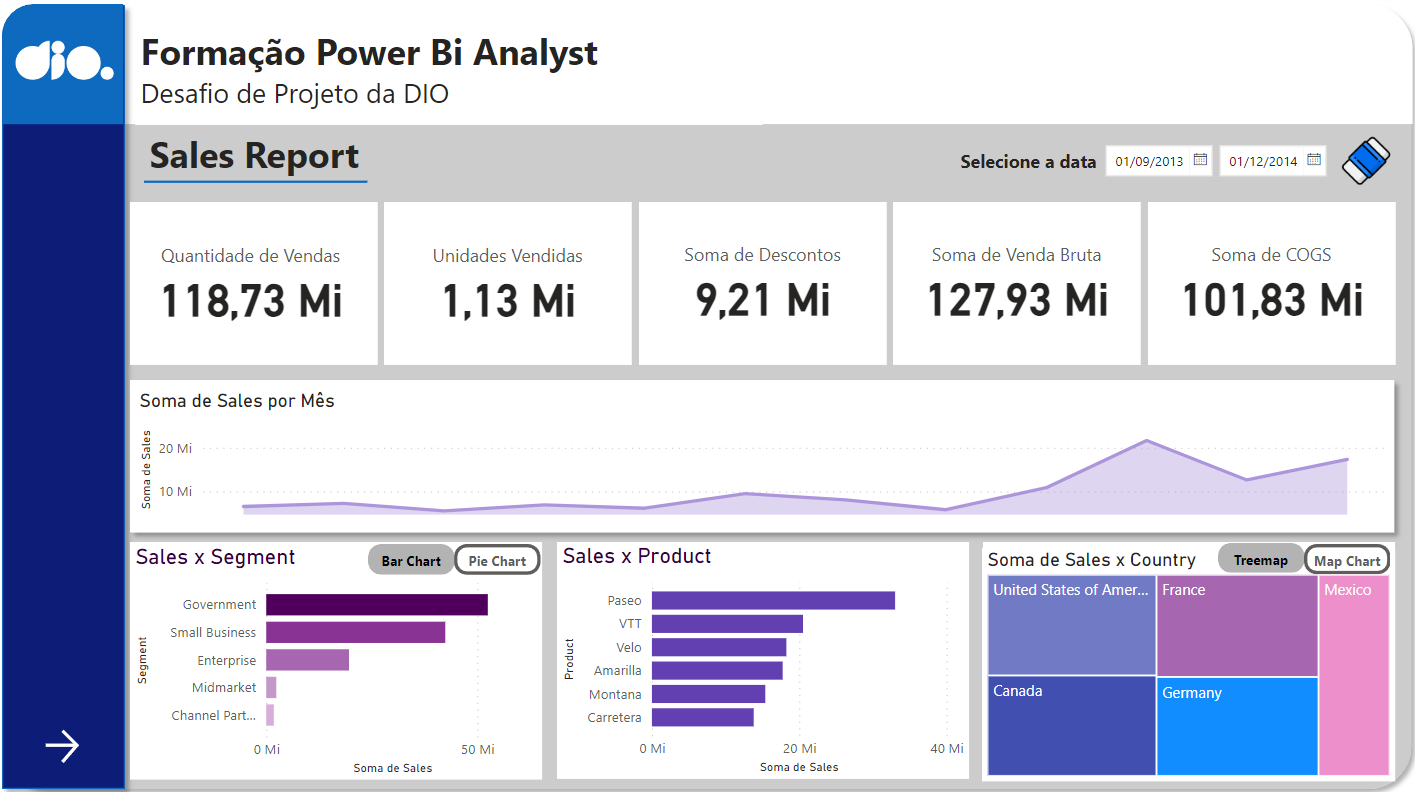 dio.
Formação Power Bi Analyst
Desafio de Projeto da DIO
Sales Report
Selecione a data
01/09/2013
01/12/2014
Quantidade de Vendas
118,73 Mi
Unidades Vendidas
1,13 Mi
Soma de Descontos
9,21 Mi
Soma de Venda Bruta
127,93 Mi
Soma de COGS
101,83 Mi
Soma de Sales por Mês
Soma de Sales
20 Mi
10 Mi
Sales x Segment
Bar Chart
Pie Chart
Segment
Government
Small Business
Enterprise
Midmarket
Channel Part...
0 Mi
50 Mi
Soma de Sales
Sales x Product
Product
Paseo
VTT
Velo
Amarilla
Montana
Carretera
0 Mi
20 Mi
40 Mi
Soma de Sales
Soma de Sales x Country
Treemap
Map Chart
United States of Amer...
France
Mexico
Canada
Germany